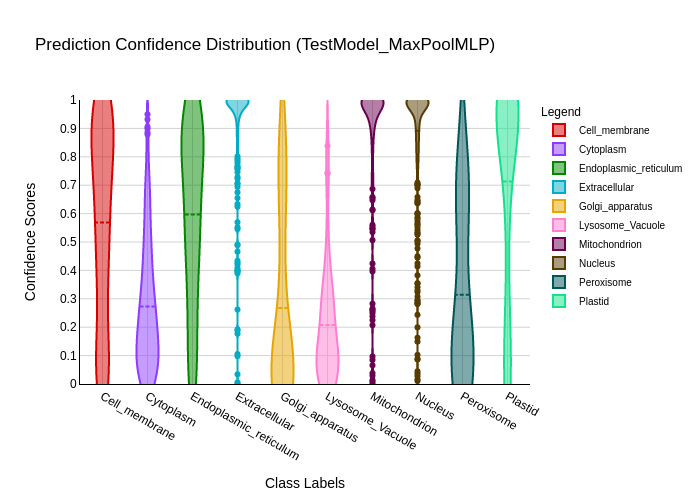 Prediction Confidence Distribution (TestModel_MaxPoolMLP)
Legend
Cell_membrane
Cytoplasm
Endoplasmic_reticulum
Extracellular
Golgi_apparatus
Lysosome_Vacuole
Mitochondrion
Nucleus
Peroxisome
Plastid
Confidence Scores
1
0.9
0.8
0.7
0.6
0.5
0.4
0.3
0.2
0.1
0
Cell_membrane
Cytoplasm
Endoplasmic_reticulum
Extracellular
Golgi_apparatus
Lysosome_Vacuole
Mitochondrion
Nucleus
Peroxisome
Plastid
Class Labels